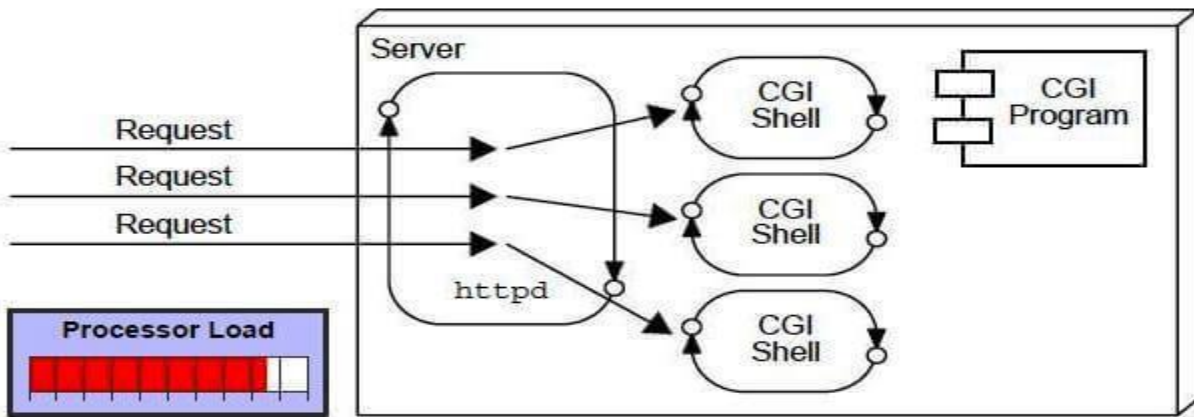 Server
CGI
Shell
CGI
Program
Request
Request
Request
CGI
Shell
httpd
CGI
Shell
Processor Load